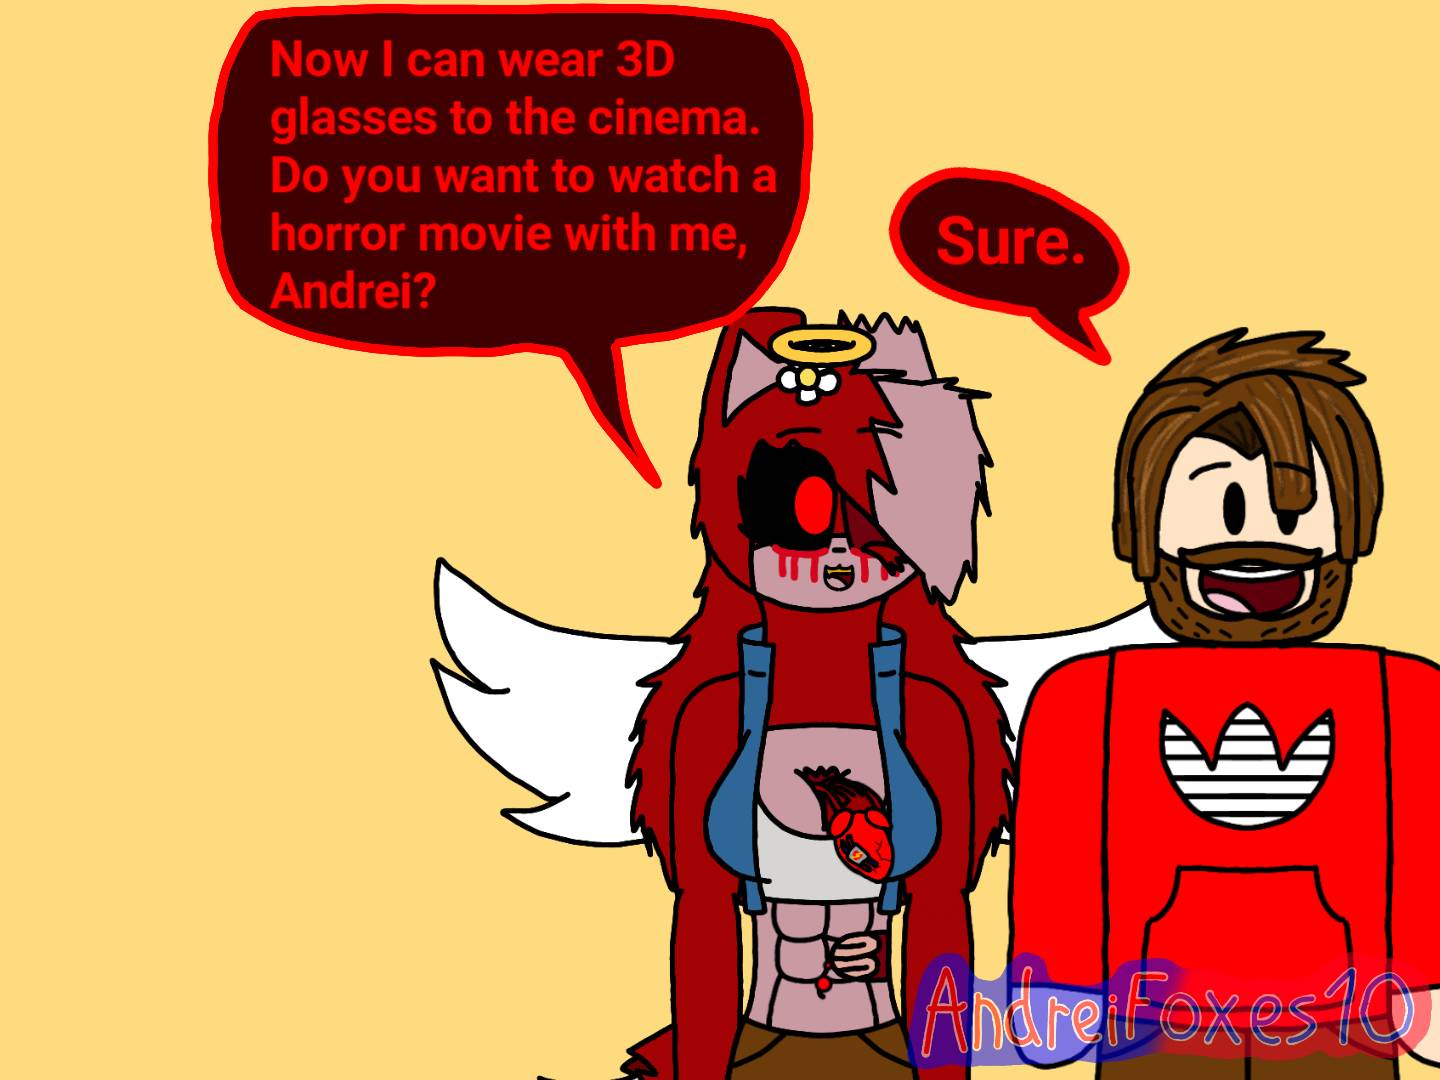 Now I can wear 3D
glasses to the cinema.
Do you want to watch a
horror movie with me,
Andrei?
Sure.
AndreiFoxes10